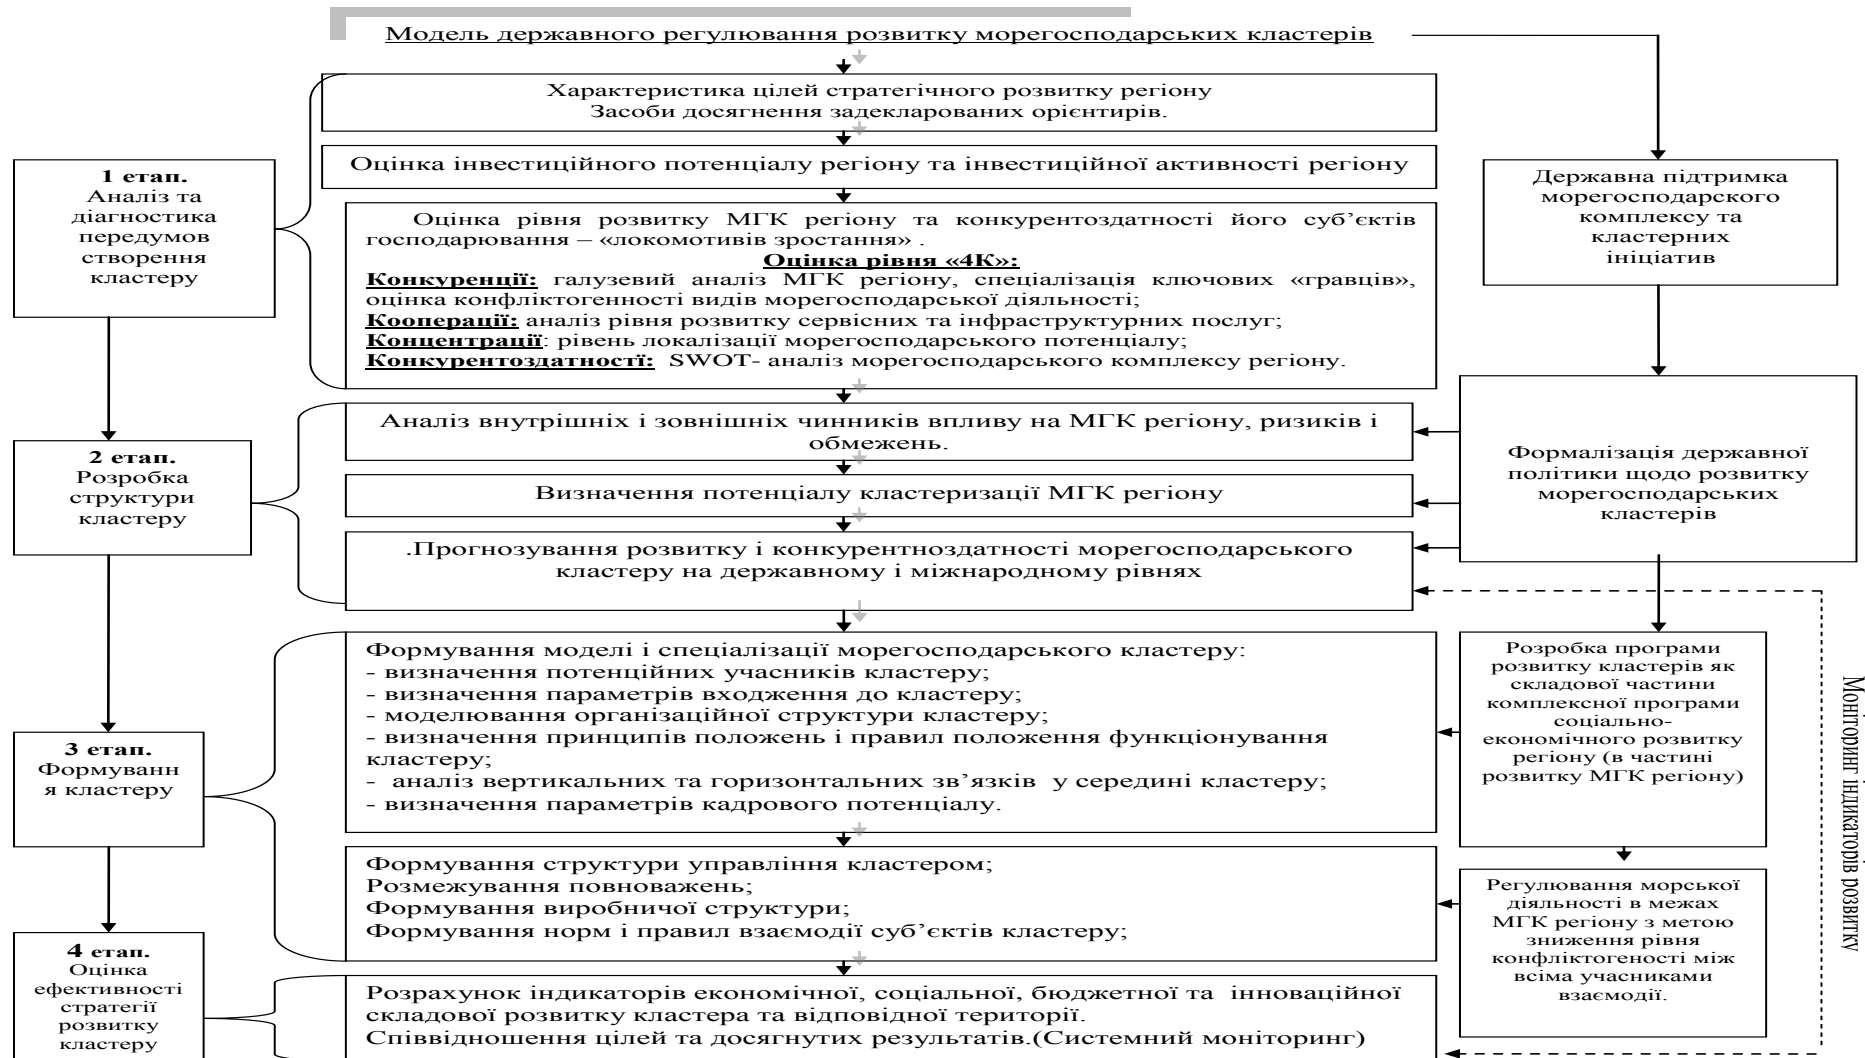 Модель державного регулювання розвитку морегосподарських кластерів
Характеристика цілей стратегічного розвитку регіону
Засоби досягнення задекларованих орієнтирів.
Оцінка інвестиційного потенціалу регіону та інвестиційної активності регіону
1 етап.
Аналіз та
діагностика
передумов
створення
кластеру
Оцінка рівня розвитку МГК регіону та конкурентоздатності його суб’єктів
господарювання – «локомотивів зростання» .
Оцінка рівня «4К»:
Конкуренції: галузевий аналіз МГК регіону, спеціалізація ключових «гравців»,
оцінка конфліктогенності видів морегосподарської діяльності;
Кооперації: аналіз рівня розвитку сервісних та інфраструктурних послуг;
Концентрації: рівень локалізації морегосподарського потенціалу;
Конкурентоздатностї: SWOT- аналіз морегосподарського комплексу регіону.
Державна підтримка
морегосподарского
комплексу та
кластерних
ініціатив
2 етап.
Розробка
структури
кластеру
Аналіз внутрішніх і зовнішніх чинників впливу на МГК регіону, ризиків і
обмежень.
Визначення потенціалу кластеризації МГК регіону
.Прогнозування розвитку і конкурентноздатності морегосподарського
кластеру на державному і міжнародному рівнях
Формалізація державної
політики щодо розвитку
морегосподарських
кластерів
3 етап.
Формуванн
я кластеру
Формування моделі і спеціалізації морегосподарського кластеру:
- визначення потенційних учасників кластеру;
- визначення параметрів входження до кластеру;
- моделювання організаційної структури кластеру;
- визначення принципів положень і правил положення функціонування
кластеру;
- аналіз вертикальних та горизонтальних зв’язків у середині кластеру;
- визначення параметрів кадрового потенціалу.
Розробка програми
розвитку кластерів як
складової частини
комплексної програми
соціально-
економічного розвитку
регіону (в частині
розвитку МГК регіону)
Моніторинг індикаторів розвитку
Формування структури управління кластером;
Розмежування повноважень;
Формування виробничої структури;
Формування норм і правил взаємодії суб’єктів кластеру;
Регулювання морської
діяльності в межах
МГК регіону з метою
зниження рівня
конфліктогеності між
всіма учасниками
взаємодії.
4 етап.
Оцінка
ефективності
стратегії
розвитку
кластеру
Розрахунок індикаторів економічної, соціальної, бюджетної та інноваційної
складової розвитку кластера та відповідної території.
Співвідношення цілей та досягнутих результатів.(Системний моніторинг)